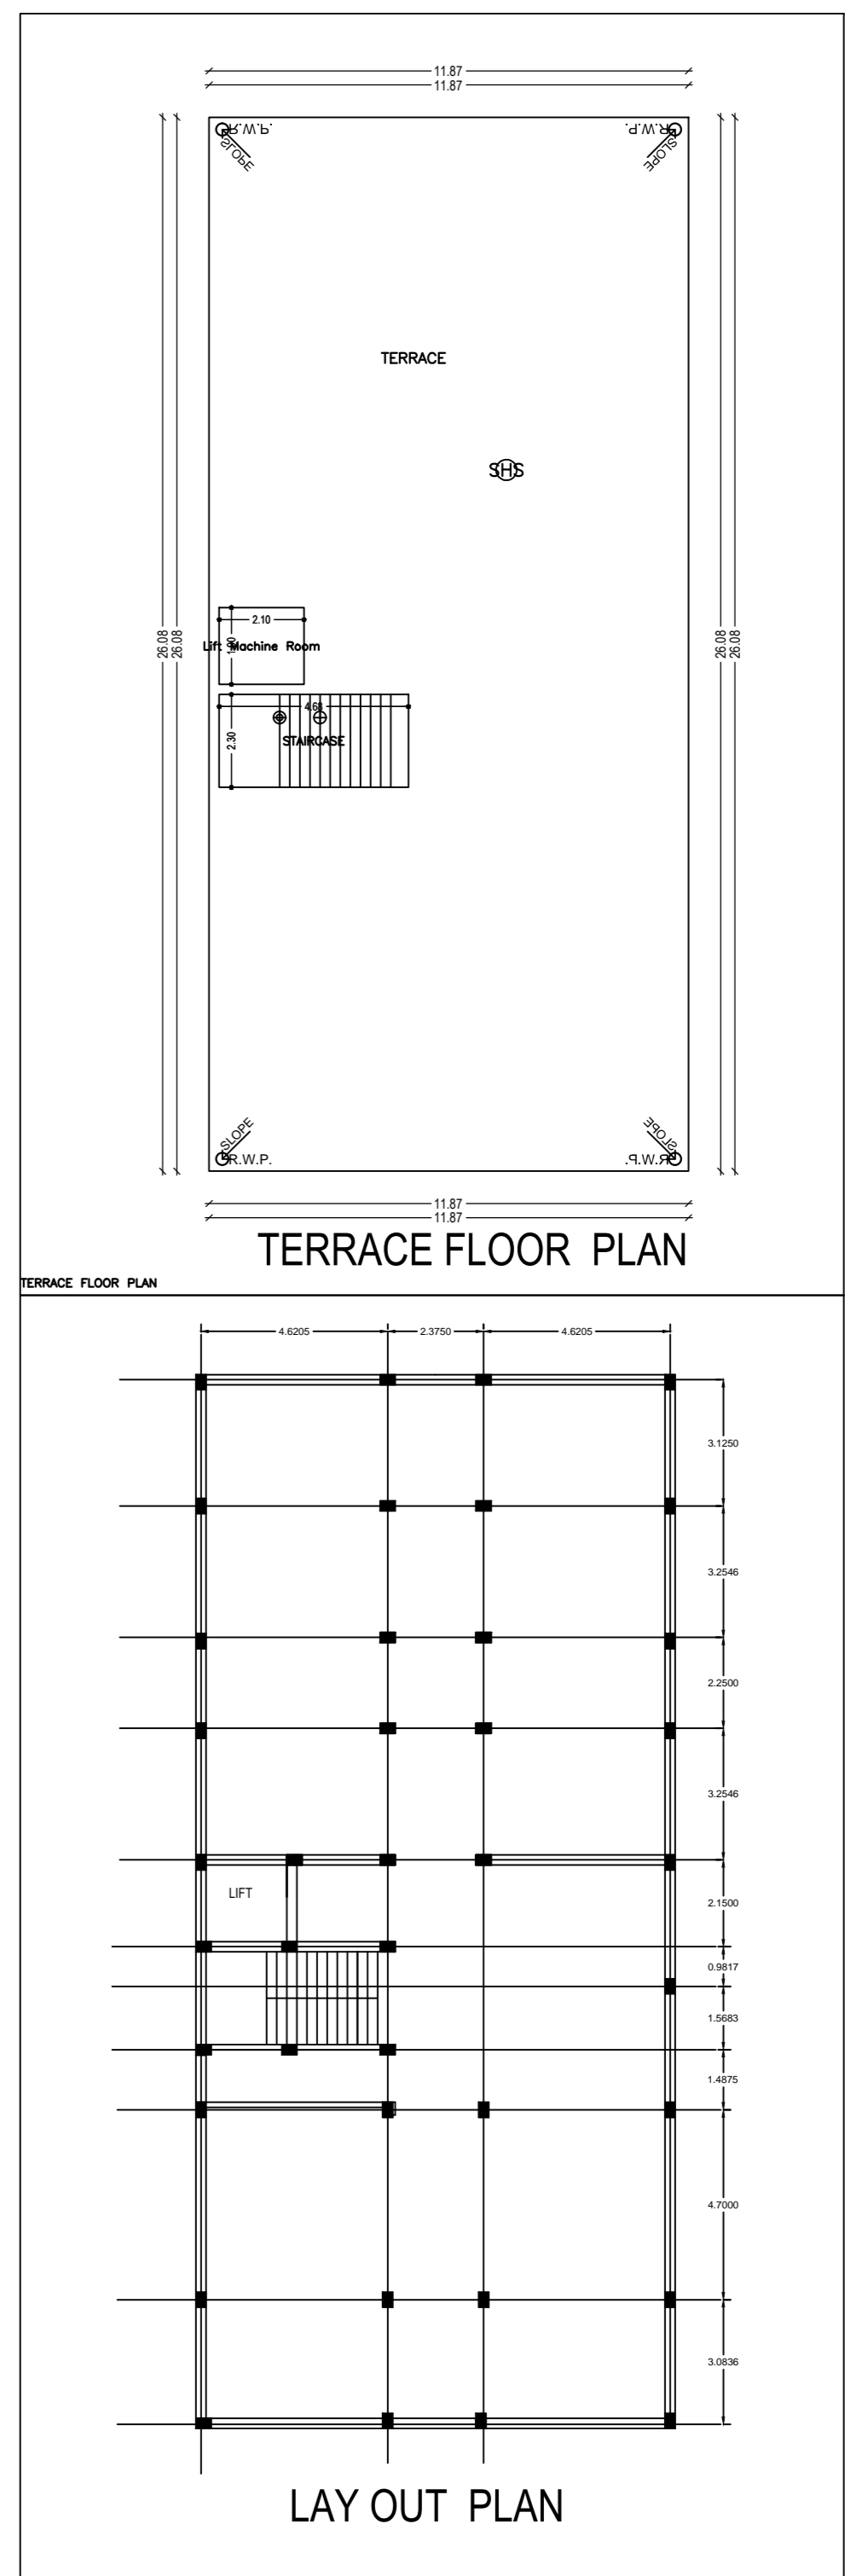 11.87
11.87
R.W.P.
R.W.P.
SLOPE
SLOPE
TERRACE
SHS
26.08
26.08
26.08
26.08
2.10
Lift Machine Room
1.90
4.68
2.30
STAIRCASE
SLOPE
SLOPE
R.W.P.
R.W.P.
11.87
11.87
TERRACE FLOOR PLAN
TERRACE FLOOR PLAN
4.6205
2.3750
4.6205
3.1250
3.2546
2.2500
3.2546
LIFT
2.1500
0.9817
1.5683
1.4875
4.7000
3.0836
LAY OUT PLAN